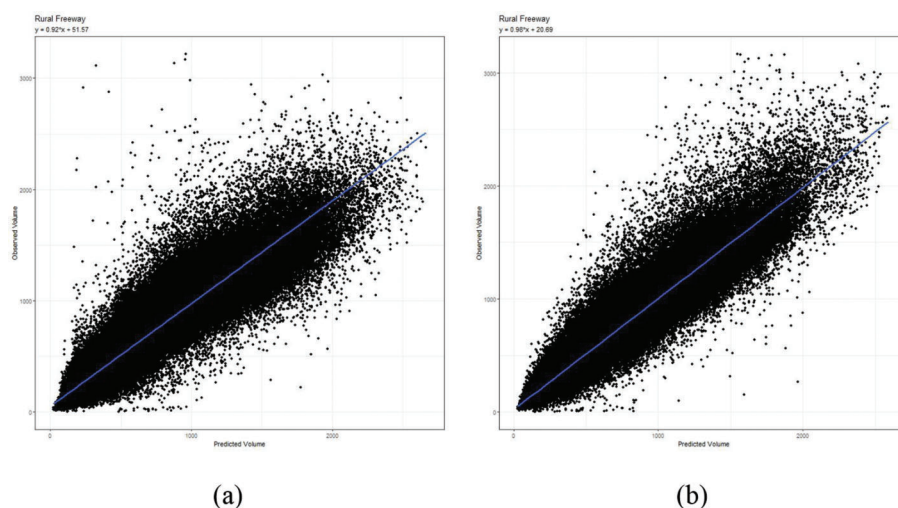 Rural Freeway
y = 0.92*x + 51.57
3000
2000
1000
0
Observed Volume
0
1000
2000
Predicted Volume
(a)
Rural Freeway
y = 0.98*x + 20.69
3000
2000
1000
0
Observed Volume
0
1000
2000
Predicted Volume
(b)